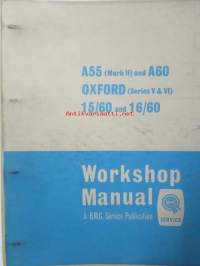 A55 (Mark II) and A60
OXFORD (Series V & VI)
15/60 and 16/60
Workshop
Manual
A B.M.C. Service Publication
SERVICE